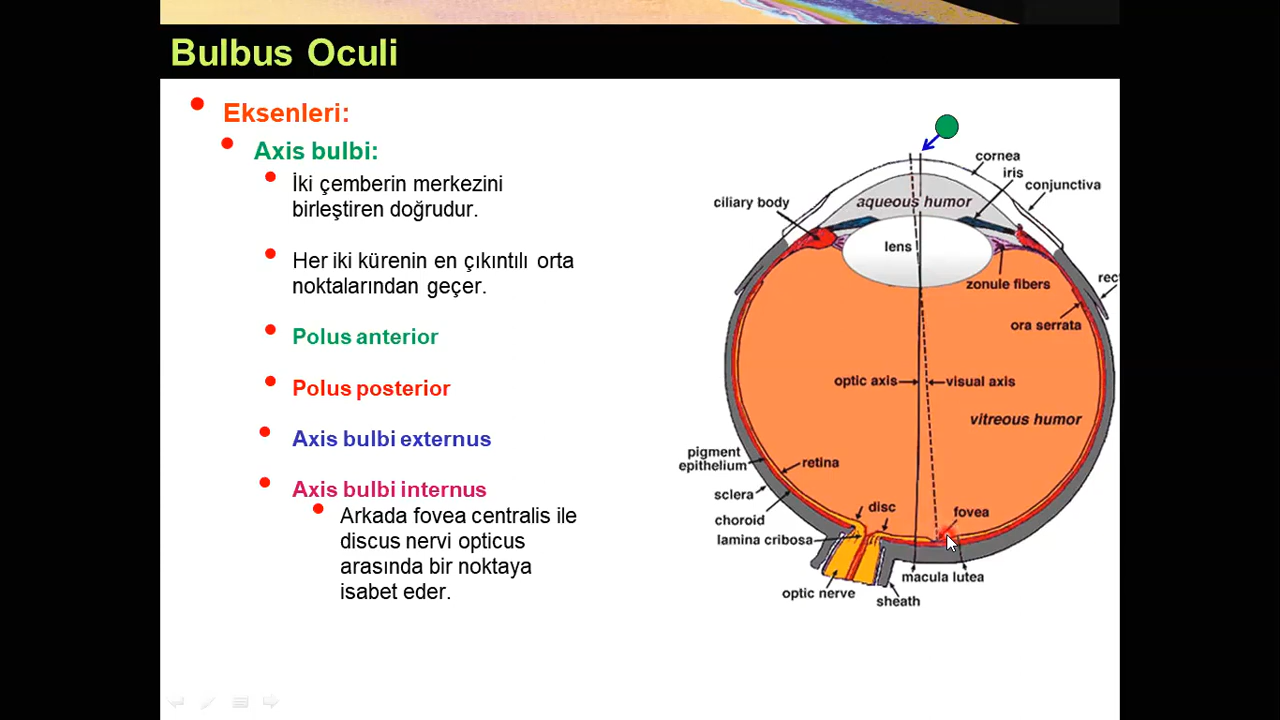 Bulbus Oculi
Eksenleri:
Axis bulbi:
İki çemberin merkezini
birleştiren doğrudur.
Her iki kürenin en çıkıntılı orta
noktalarından geçer.
Polus anterior
Polus posterior
Axis bulbi externus
Axis bulbi internus
Arkada fovea centralis ile
discus nervi opticus
arasında bir noktaya
isabet eder.
cornea
iris
conjunctiva
ciliary body
aqueous humor
lens
zonule fibers
rect
ora serrata
optic axis
visual axis
vitreous humor
pigment
epithelium
retina
sclera
disc
fovea
choroid
lamina cribosa
macula lutea
optic nerve
sheath